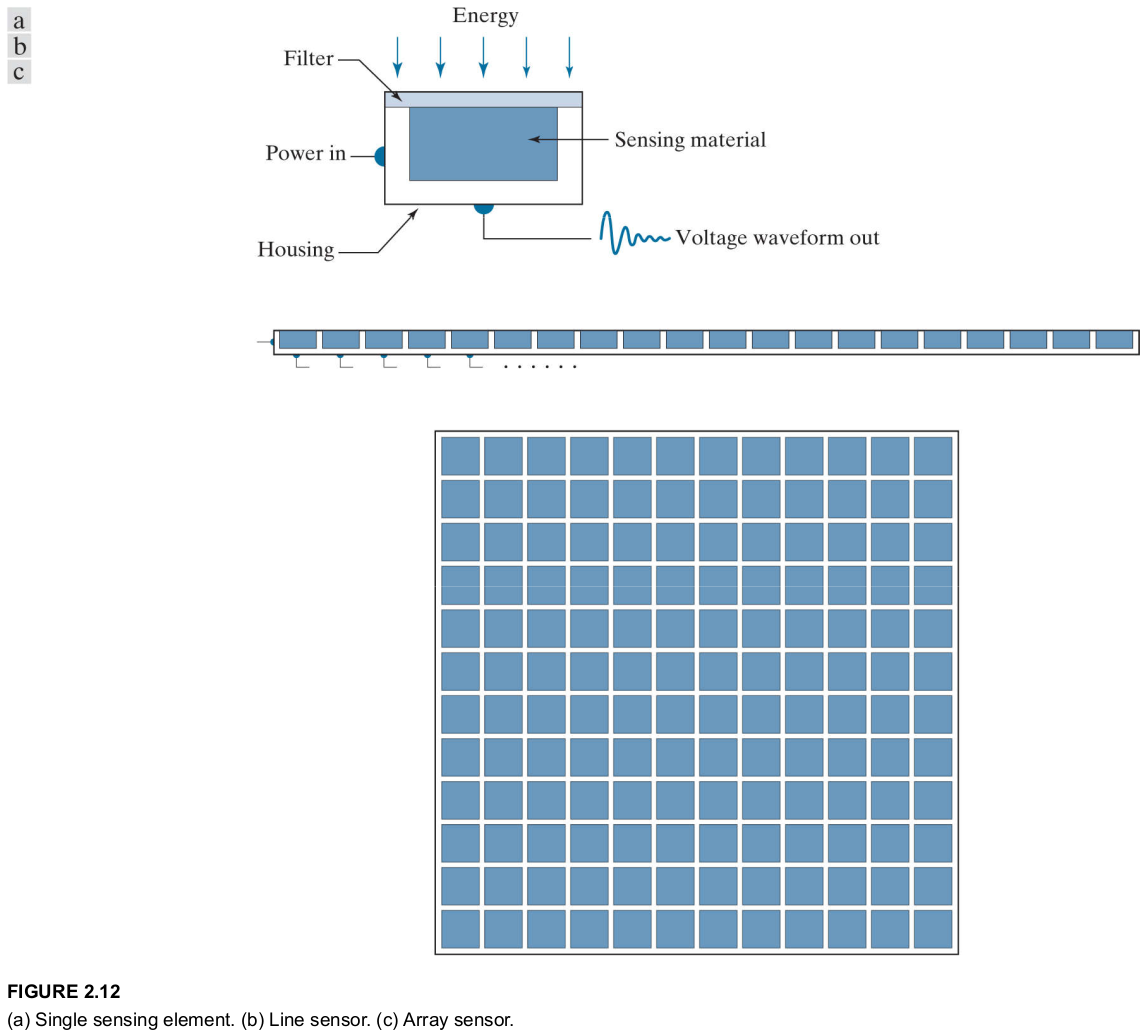 a
b
c
Energy
Filter
Sensing material
Power in
Housing
Voltage waveform out
. . . . . .
FIGURE 2.12
(a) Single sensing element. (b) Line sensor. (c) Array sensor.